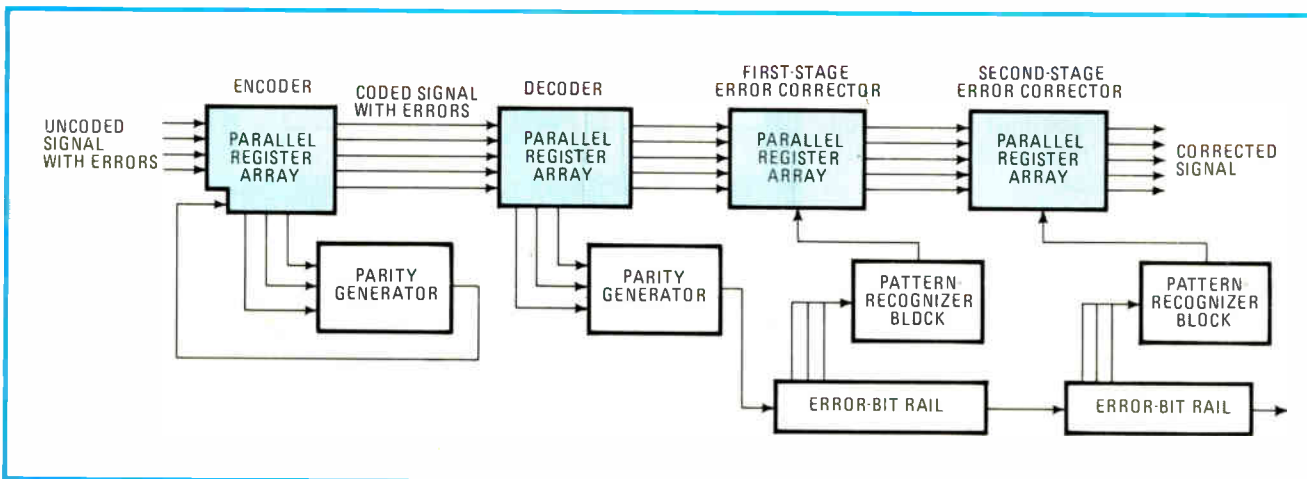 ENCODER
CODED SIGNAL
WITH ERRORS
DECODER
FIRST-STAGE
ERROR CORRECTOR
SECOND-STAGE
ERROR CORRECTOR
UNCODED
SIGNAL
WITH ERRORS
PARALLEL
REGISTER
ARRAY
PARALLEL
REGISTER
ARRAY
PARALLEL
REGISTER
ARRAY
PARALLEL
REGISTER
ARRAY
CORRECTED
SIGNAL
PARITY
GENERATOR
PARITY
GENERATOR
PATTERN-
RECOGNIZER
BLOCK
PATTERN-
RECOGNIZER
BLOCK
ERROR-BIT RAIL
ERROR-BIT RAIL